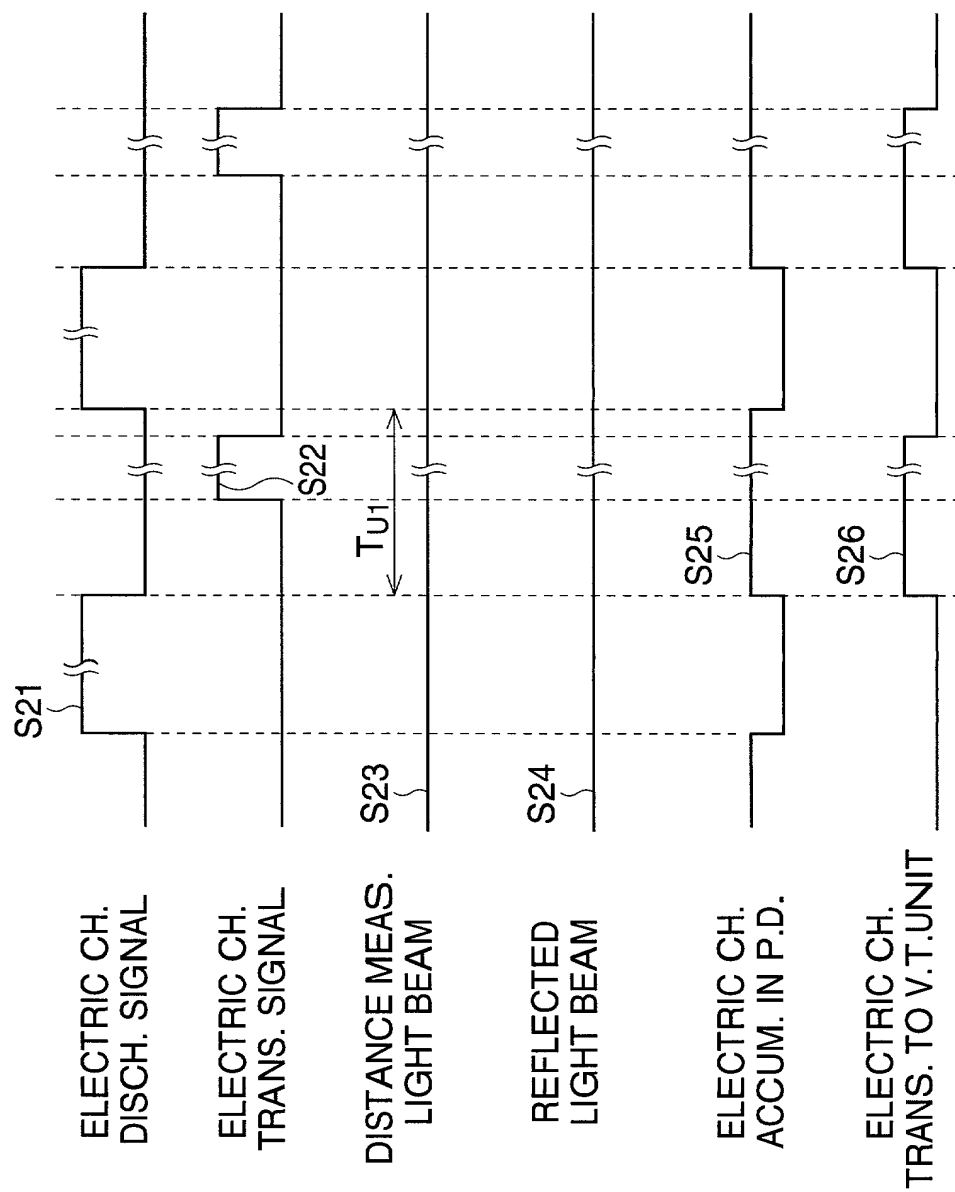 ELECTRIC CH.
DISCH. SIGNAL
S21
ELECTRIC CH.
TRANS. SIGNAL
S22
TU1
DISTANCE MEAS.
LIGHT BEAM
S23
REFLECTED
LIGHT BEAM
S24
ELECTRIC CH.
ACCUM. IN P.D.
S25
ELECTRIC CH.
TRANS. TO V.T.UNIT
S26